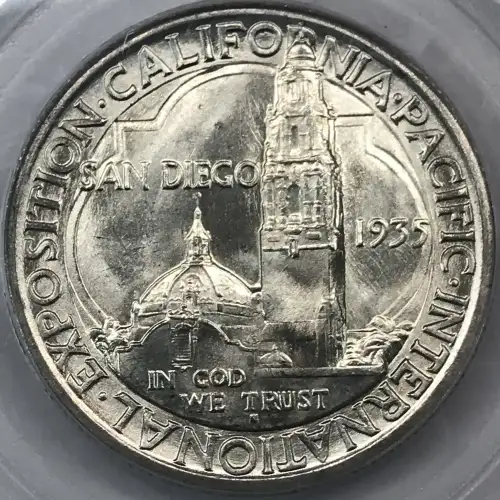 CALIFORNIA · PACIFIC · INTERNATIONAL · EXPOSITION ·
SAN DIEGO
1935
IN GOD
WE TRUST